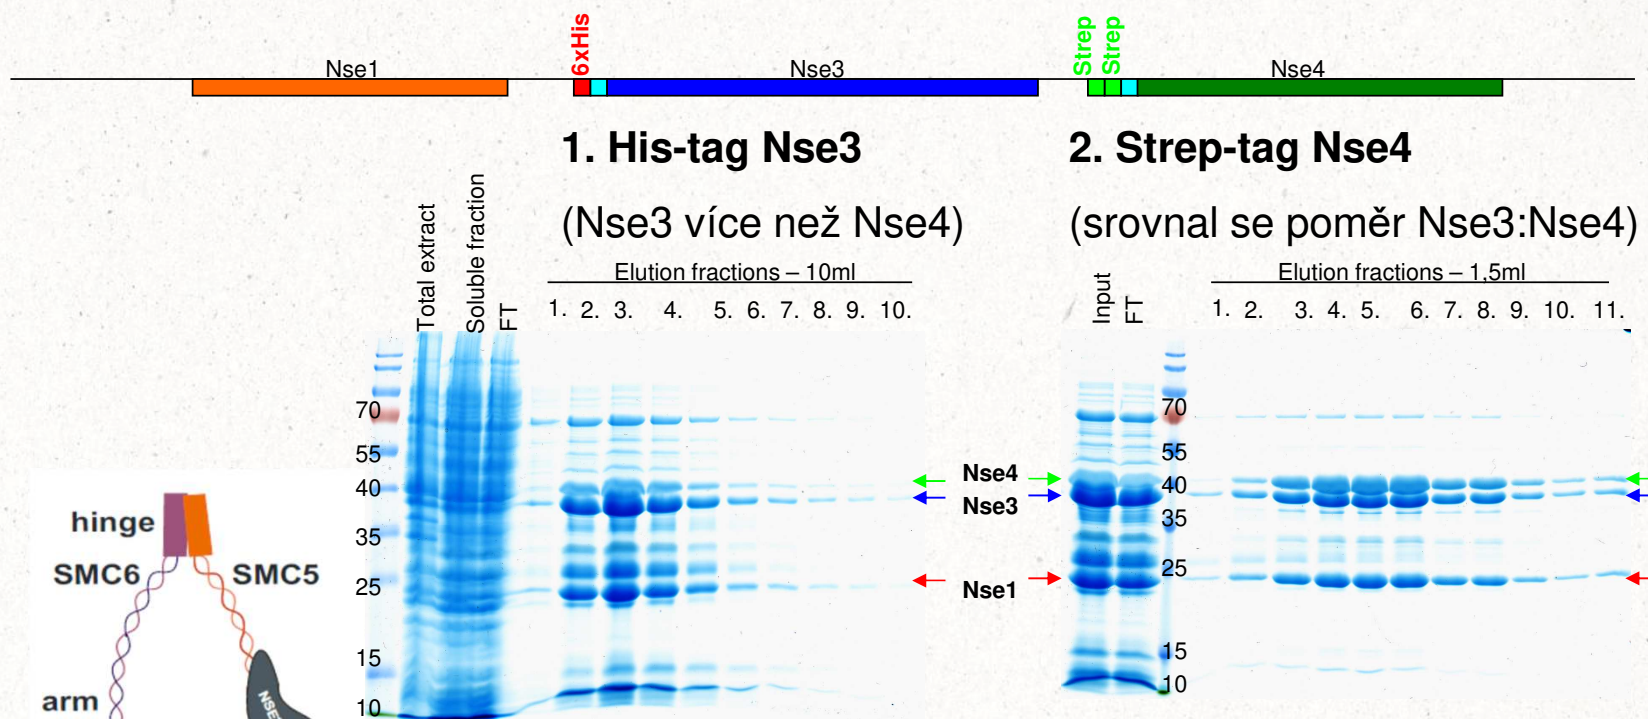 6xHis
Strep
Strep
Nse1
Nse3
Nse4
1. His-tag Nse3
2. Strep-tag Nse4
(Nse3 více než Nse4)
(srovnal se poměr Nse3:Nse4)
Total extract
Soluble fraction
FT
Elution fractions – 10ml
1. 2. 3. 4. 5. 6. 7. 8. 9. 10.
Input
FT
Elution fractions – 1,5ml
1. 2. 3. 4. 5. 6. 7. 8. 9. 10. 11.
70
55
40
35
25
15
10
Nse4
Nse3
Nse1
70
55
40
35
25
15
10
hinge
SMC6
SMC5
arm
NSE